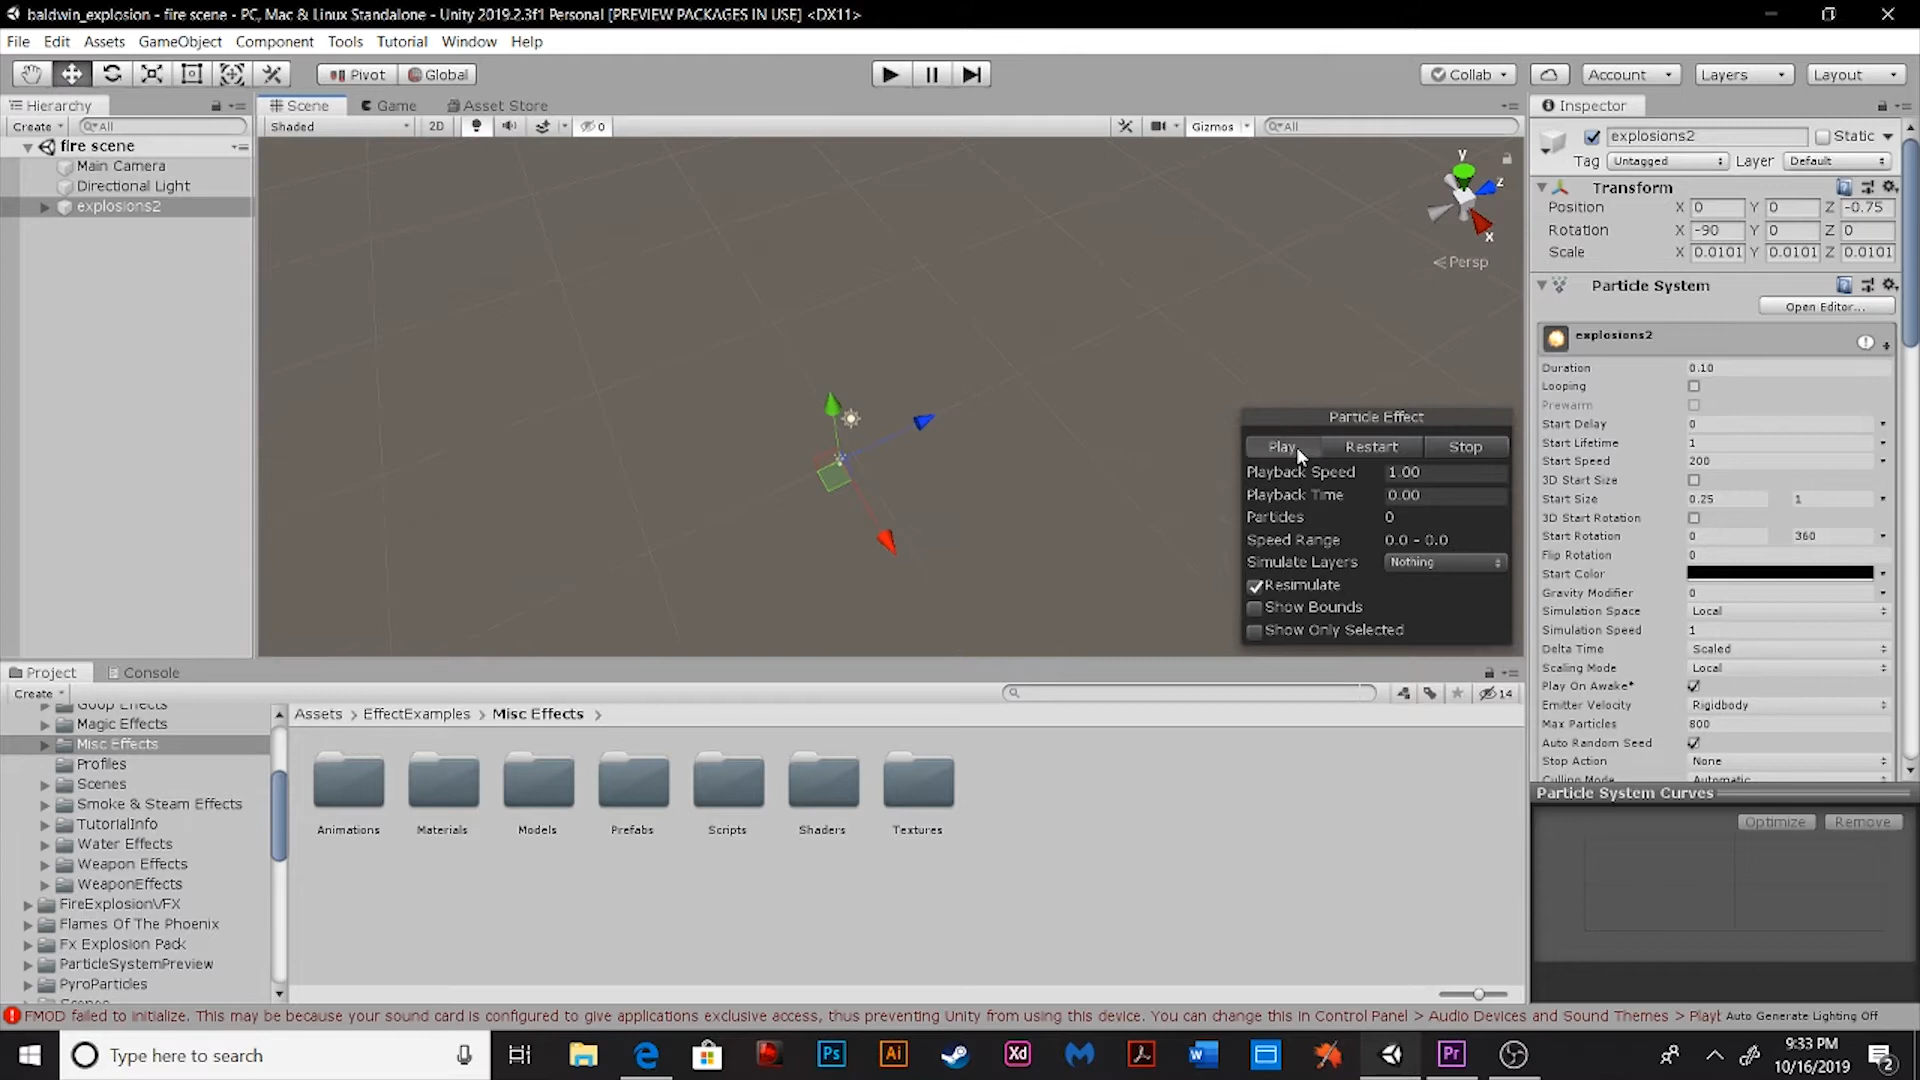 baldwin_explosion - fire scene - PC, Mac & Linux Standalone - Unity 2019.2.3f1 Personal [PREVIEW PACKAGES IN USE] <DX11>
File Edit Assets GameObject Component Tools Tutorial Window Help
Pivot Global Collab Account Layers Layout
Hierarchy Scene Game Asset Store Inspector
Create All Shaded 2D 0 Gizmos All
explosions2 Static
fire scene
Main Camera
Directional Light
explosions2
Tag Untagged Layer Default
Transform
Position X 0 Y 0 Z -0.75
Rotation X -90 Y 0 Z 0
Scale X 0.0101 Y 0.0101 Z 0.0101
y
z
x
Persp
Particle System
Open Editor...
explosions2
Duration 0.10
Looping
Prewarm
Start Delay 0
Start Lifetime 1
Start Speed 200
3D Start Size
Start Size 0.25 1
3D Start Rotation
Start Rotation 0 360
Flip Rotation 0
Start Color
Gravity Modifier 0
Simulation Space Local
Simulation Speed 1
Delta Time Scaled
Scaling Mode Local
Play On Awake*
Emitter Velocity Rigidbody
Max Particles 800
Auto Random Seed
Stop Action None
Culling Mode Automatic
Particle Effect
Play Restart Stop
Playback Speed 1.00
Playback Time 0.00
Particles 0
Speed Range 0.0 - 0.0
Simulate Layers Nothing
Resimulate
Show Bounds
Show Only Selected
Project Console
Create 14
Goop Effects
Magic Effects
Misc Effects
Profiles
Scenes
Smoke & Steam Effects
TutorialInfo
Water Effects
Weapon Effects
WeaponEffects
FireExplosionVFX
Flames Of The Phoenix
Fx Explosion Pack
ParticleSystemPreview
PyroParticles
Scenes
Assets > EffectExamples > Misc Effects >
Animations Materials Models Prefabs Scripts Shaders Textures
Particle System Curves
Optimize Remove
FMOD failed to initialize. This may be because your sound card is configured to give applications exclusive access, thus preventing Unity from using this device. You can change this in Control Panel > Audio Devices and Sound Themes > Playb Auto Generate Lighting Off
Type here to search
Ps Ai Xd W Pr
9:33 PM
10/16/2019
2